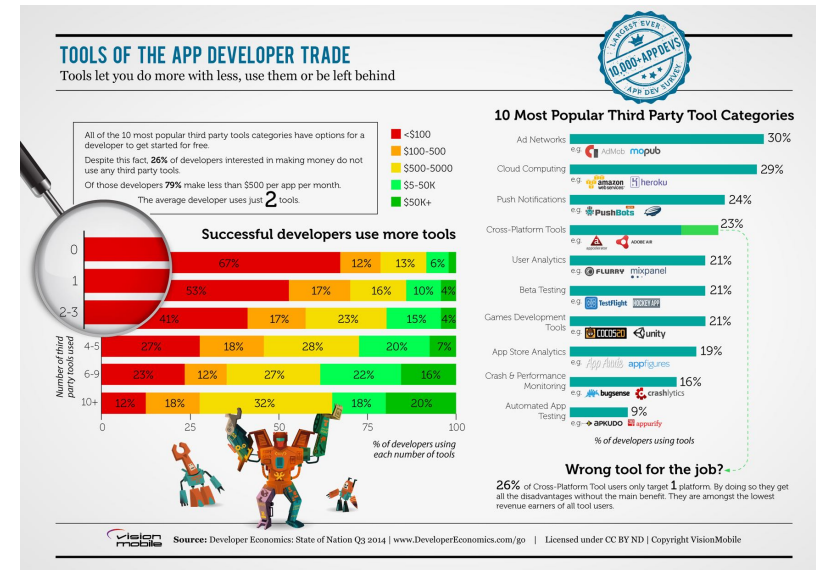 TOOLS OF THE APP DEVELOPER TRADE
Tools let you do more with less, use them or be left behind
LARGEST EVER
10,000+ APP DEVS
APP DEV SURVEY
All of the 10 most popular third party tools categories have options for a
developer to get started for free.
Despite this fact, 26% of developers interested in making money do not
use any third party tools.
Of those developers 79% make less than $500 per app per month.
The average developer uses just 2 tools.
<$100
$100-500
$500-5000
$5-50K
$50K+
Successful developers use more tools
0 67% 12% 13% 6%
1 53% 17% 16% 10% 4%
2-3 41% 17% 23% 15% 4%
4-5 27% 18% 28% 20% 7%
6-9 23% 12% 27% 22% 16%
10+ 12% 18% 32% 18% 20%
Number of third
party tools used
0 25 50 75 100
% of developers using
each number of tools
10 Most Popular Third Party Tool Categories
Ad Networks 30%
e.g. AdMob mopub
Cloud Computing 29%
e.g. amazon web services heroku
Push Notifications 24%
e.g. PushBots
Cross-Platform Tools 23%
e.g. appcelerator ADOBE AIR
User Analytics 21%
e.g. FLURRY mixpanel
Beta Testing 21%
e.g. TestFlight HOCKEYAPP
Games Development
Tools 21%
e.g. COCOS2D unity
App Store Analytics 19%
e.g. App Annie appfigures
Crash & Performance
Monitoring 16%
e.g. bugsense crashlytics
Automated App
Testing 9%
e.g. APKUDO appurify
% of developers using tools
Wrong tool for the job?
26% of Cross-Platform Tool users only target 1 platform. By doing so they get
all the disadvantages without the main benefit. They are amongst the lowest
revenue earners of all tool users.
vision
mobile
Source: Developer Economics: State of Nation Q3 2014 | www.DeveloperEconomics.com/go | Licensed under CC BY ND | Copyright VisionMobile